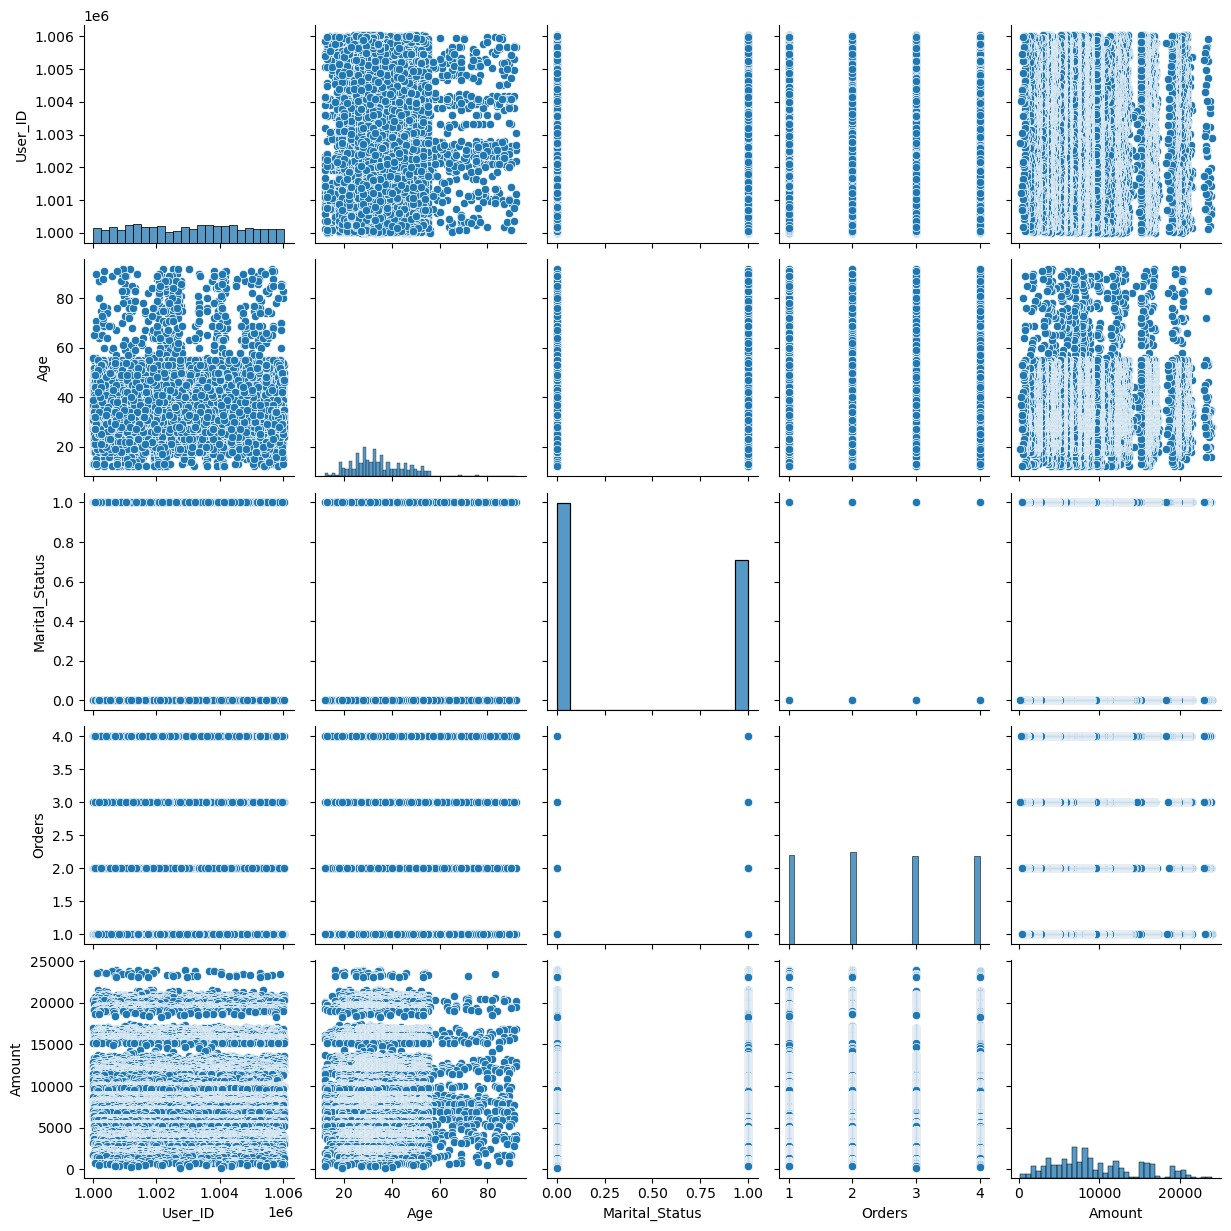 1e6
1.006
1.005
1.004
1.003
1.002
1.001
1.000
User_ID
80
60
40
20
Age
1.0
0.8
0.6
0.4
0.2
0.0
Marital_Status
4.0
3.5
3.0
2.5
2.0
1.5
1.0
Orders
25000
20000
15000
10000
5000
0
Amount
1.000 1.002 1.004 1.006
User_ID
1e6
20 40 60 80
Age
0.00 0.25 0.50 0.75 1.00
Marital_Status
1 2 3 4
Orders
0 10000 20000
Amount